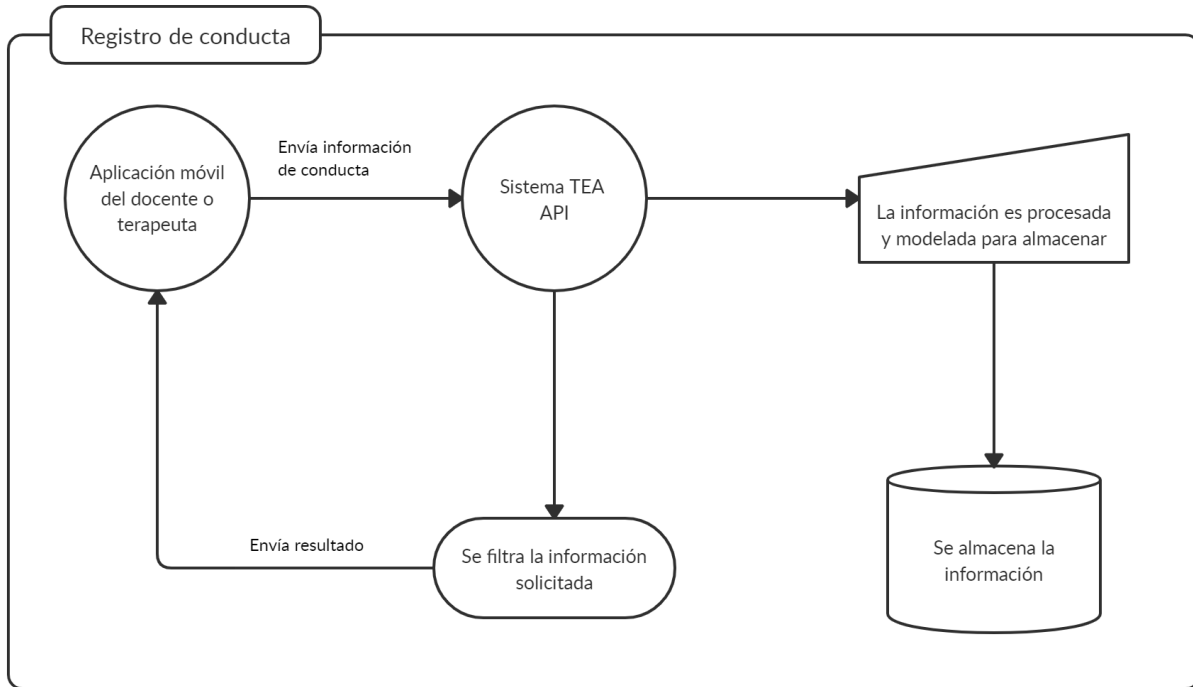 Registro de conducta
Aplicación móvil
del docente o
terapeuta
Envía información
de conducta
Sistema TEA
API
La información es procesada
y modelada para almacenar
Envía resultado
Se filtra la información
solicitada
Se almacena la
información